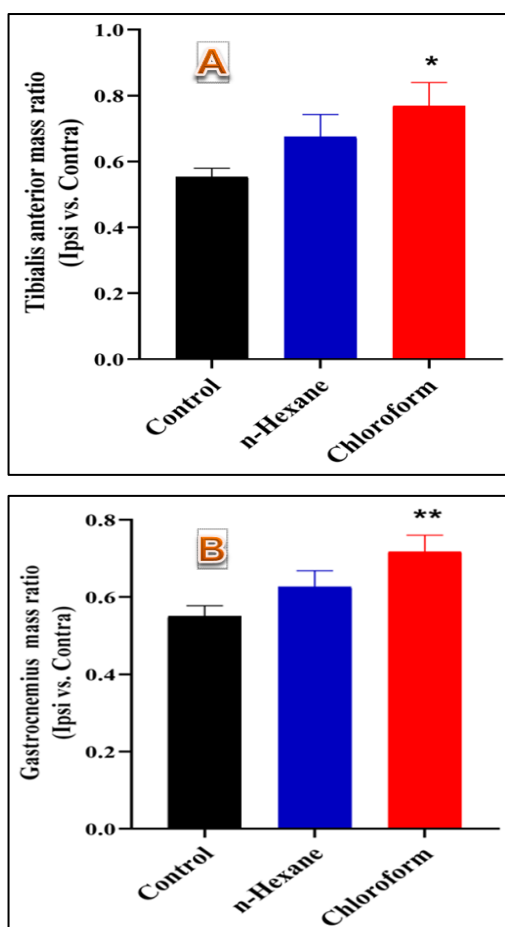 A
*
Tibialis anterior mass ratio
(Ipsi vs. Contra)
1.0
0.8
0.6
0.4
0.2
0.0
Control
n-Hexane
Chloroform
B
**
Gastrocnemius mass ratio
(Ipsi vs. Contra)
0.8
0.6
0.4
0.2
0.0
Control
n-Hexane
Chloroform